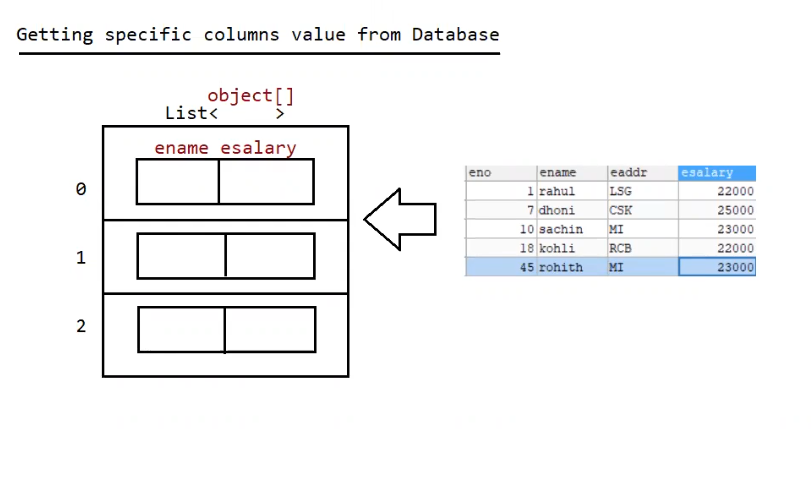 Getting specific columns value from Database
object[]
List< >
ename esalary
0
1
2
eno ename eaddr esalary
1 rahul LSG 22000
7 dhoni CSK 25000
10 sachin MI 23000
18 kohli RCB 22000
45 rohith MI 23000